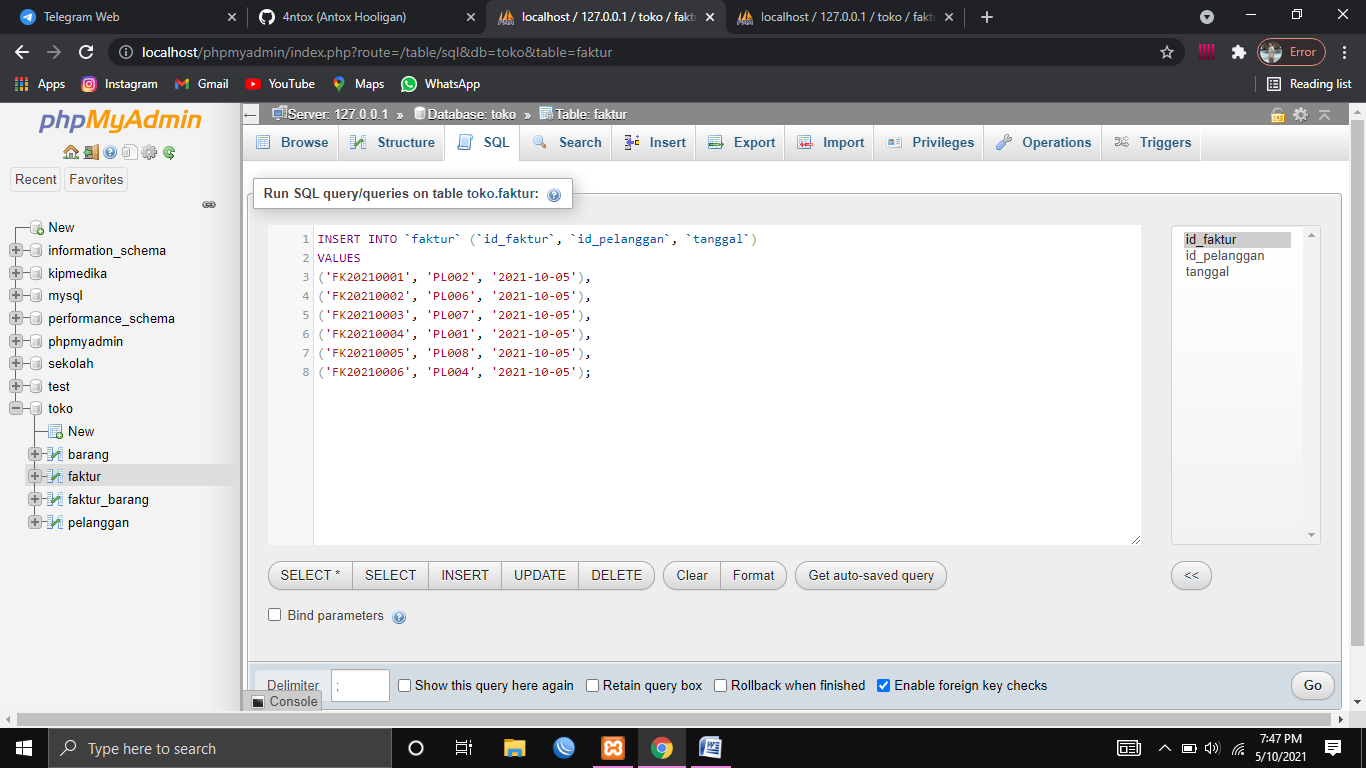 Telegram Web
4ntox (Antox Hooligan)
localhost / 127.0.0.1 / toko / fakt
localhost / 127.0.0.1 / toko / fakt
localhost/phpmyadmin/index.php?route=/table/sql&db=toko&table=faktur
Error
Apps
Instagram
Gmail
YouTube
Maps
WhatsApp
Reading list
phpMyAdmin
Recent
Favorites
New
information_schema
kipmedika
mysql
performance_schema
phpmyadmin
sekolah
test
toko
New
barang
faktur
faktur_barang
pelanggan
Server: 127.0.0.1 » Database: toko » Table: faktur
Browse
Structure
SQL
Search
Insert
Export
Import
Privileges
Operations
Triggers
Run SQL query/queries on table toko.faktur:
1 INSERT INTO `faktur` (`id_faktur`, `id_pelanggan`, `tanggal`)
2 VALUES
3 ('FK20210001', 'PL002', '2021-10-05'),
4 ('FK20210002', 'PL006', '2021-10-05'),
5 ('FK20210003', 'PL007', '2021-10-05'),
6 ('FK20210004', 'PL001', '2021-10-05'),
7 ('FK20210005', 'PL008', '2021-10-05'),
8 ('FK20210006', 'PL004', '2021-10-05');
id_faktur
id_pelanggan
tanggal
SELECT *
SELECT
INSERT
UPDATE
DELETE
Clear
Format
Get auto-saved query
<<
Bind parameters
Delimiter
;
Show this query here again
Retain query box
Rollback when finished
Enable foreign key checks
Go
Console
Type here to search
7:47 PM
5/10/2021